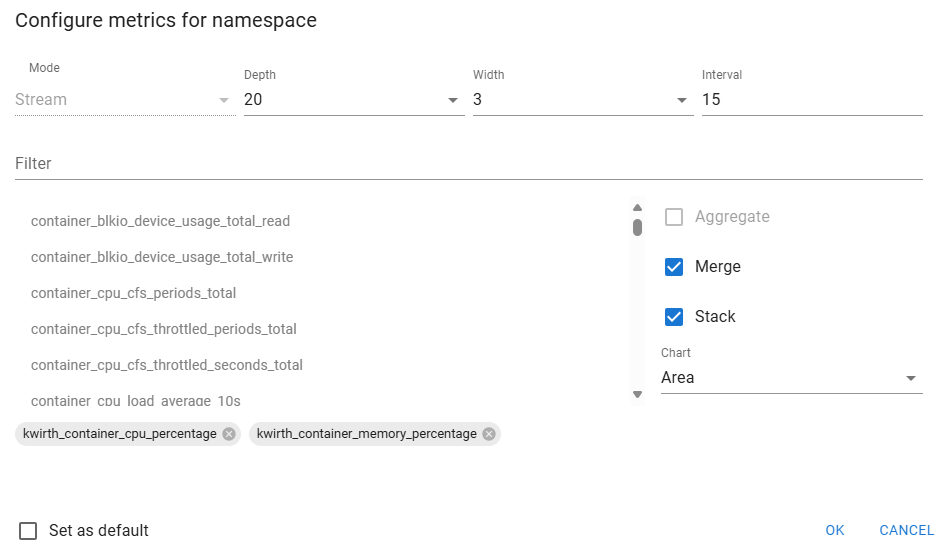 Configure metrics for namespace
Mode
Depth
Width
Interval
Stream
20
3
15
Filter
container_blkio_device_usage_total_read
container_blkio_device_usage_total_write
container_cpu_cfs_periods_total
container_cpu_cfs_throttled_periods_total
container_cpu_cfs_throttled_seconds_total
container_cpu_load_average_10s
Aggregate
Merge
Stack
Chart
Area
kwirth_container_cpu_percentage
kwirth_container_memory_percentage
Set as default
OK
CANCEL